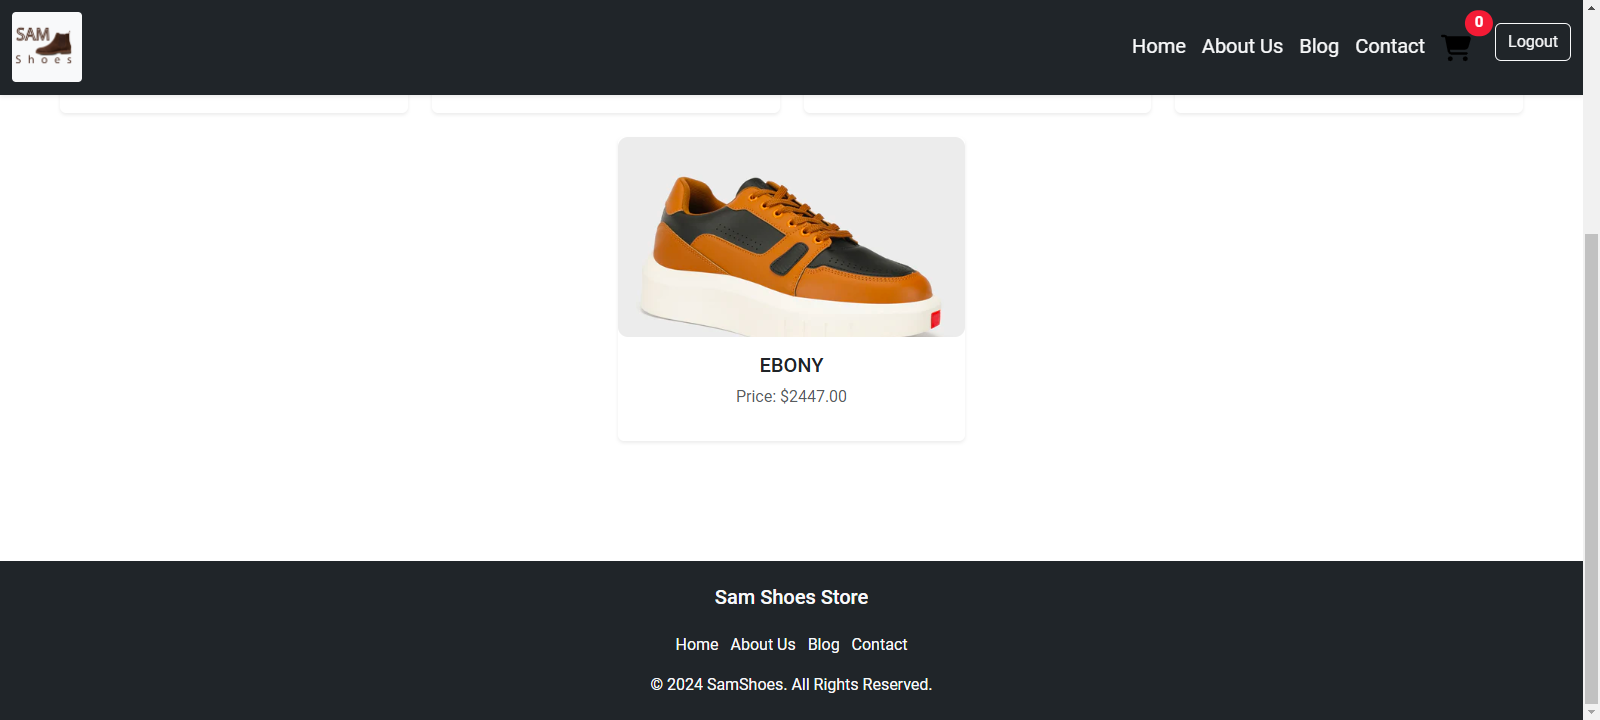 SAM
Shoes
Home About Us Blog Contact 0 Logout
EBONY
Price: $2447.00
Sam Shoes Store
Home About Us Blog Contact
© 2024 SamShoes. All Rights Reserved.